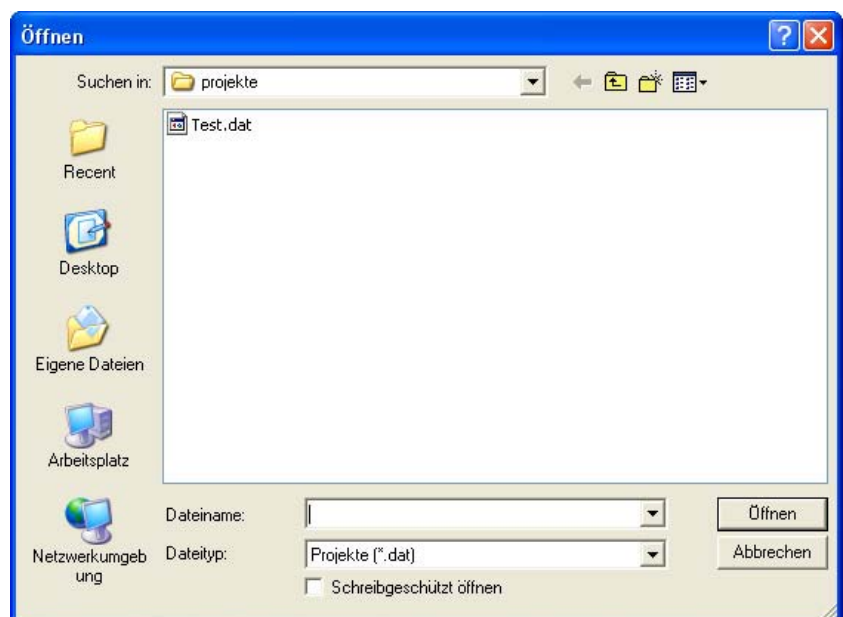 Öffnen
Suchen in: projekte
Test.dat
Recent
Desktop
Eigene Dateien
Arbeitsplatz
Netzwerkumgeb
ung
Dateiname:
Öffnen
Dateityp: Projekte (*.dat)
Abbrechen
Schreibgeschützt öffnen